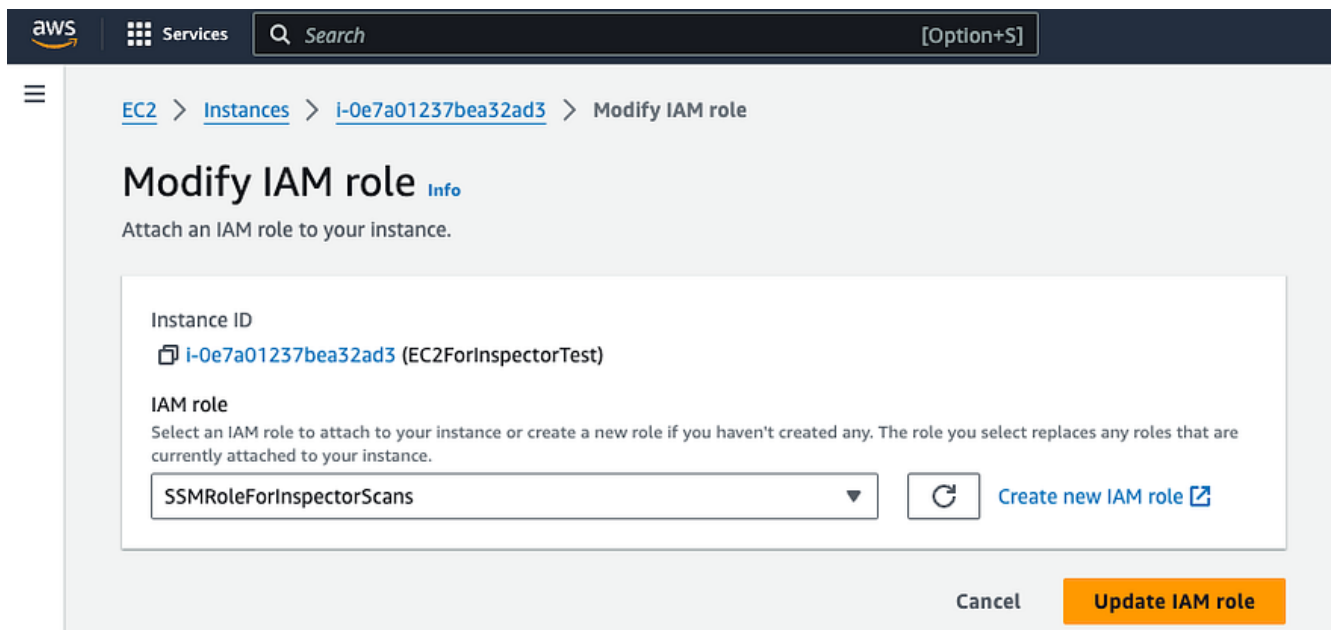 aws Services Search [Option+S]
EC2 > Instances > i-0e7a01237bea32ad3 > Modify IAM role
Modify IAM role Info
Attach an IAM role to your instance.
Instance ID
i-0e7a01237bea32ad3 (EC2ForInspectorTest)
IAM role
Select an IAM role to attach to your instance or create a new role if you haven't created any. The role you select replaces any roles that are
currently attached to your instance.
SSMRoleForInspectorScans Create new IAM role
Cancel Update IAM role